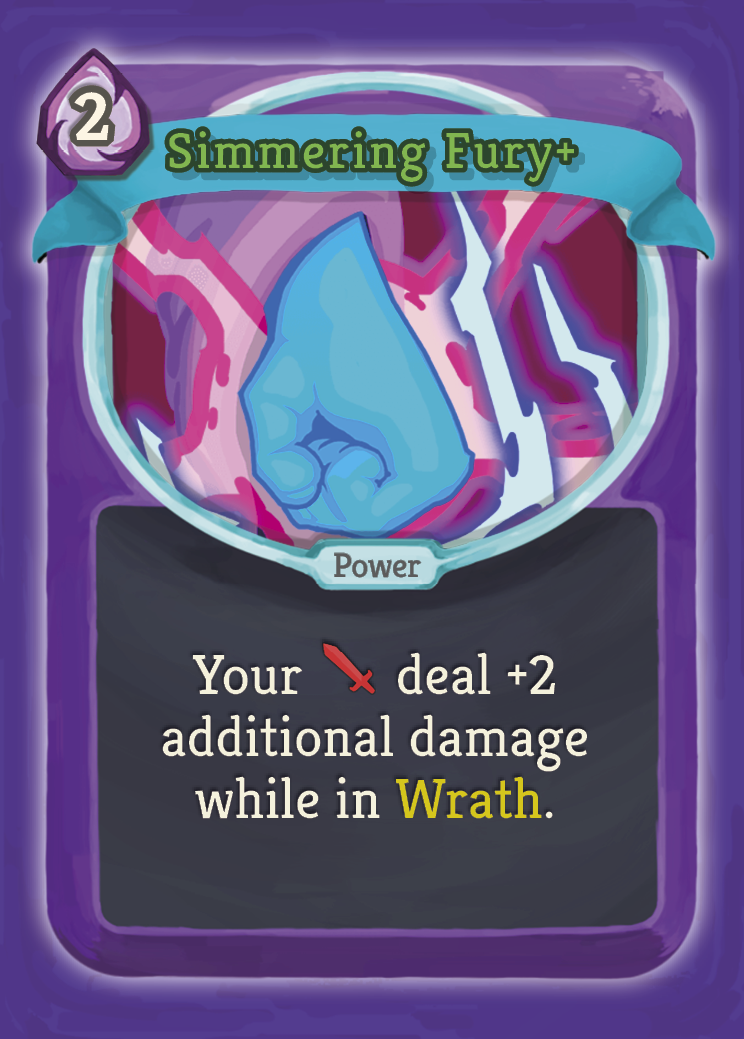 2
Simmering Fury+
Power
Your deal +2
additional damage
while in Wrath.